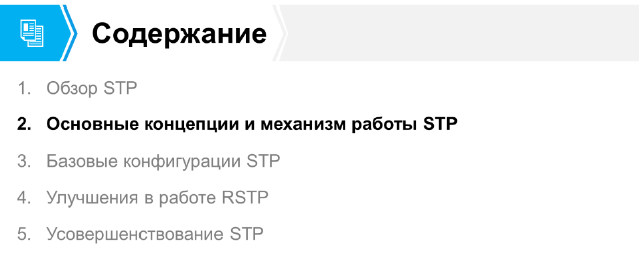 Содержание
1. Обзор STP
2. Основные концепции и механизм работы STP
3. Базовые конфигурации STP
4. Улучшения в работе RSTP
5. Усовершенствование STP